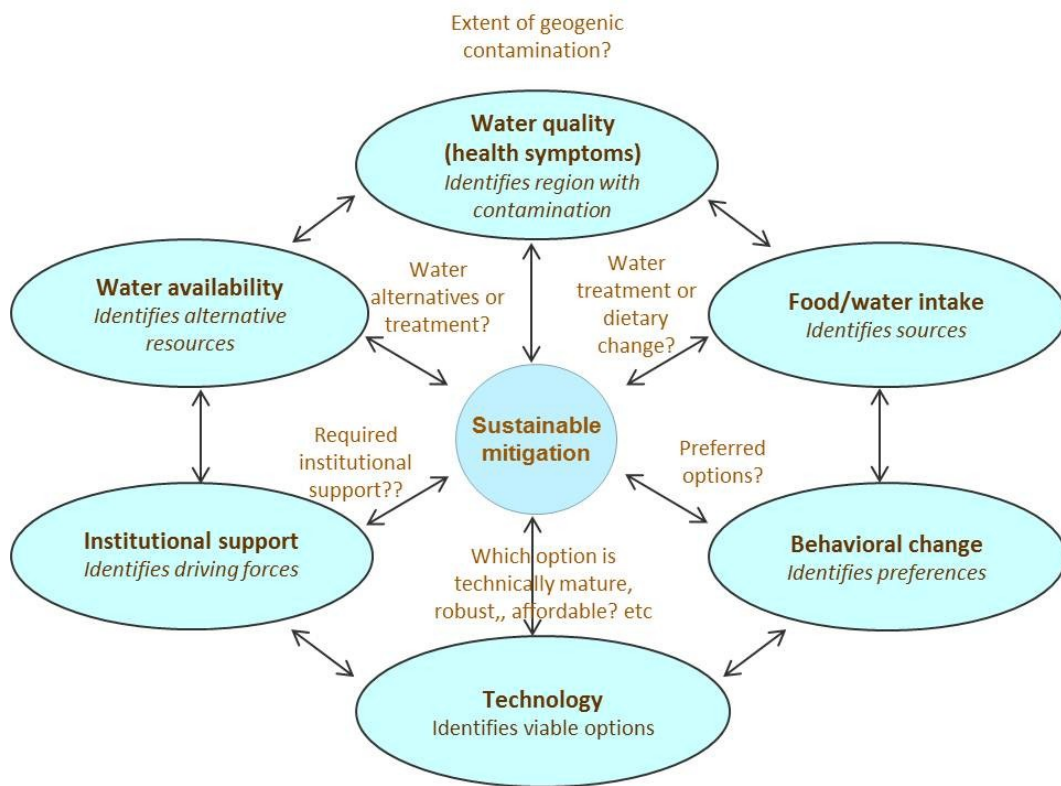 Extent of geogenic
contamination?
Water quality
(health symptoms)
Identifies region with
contamination
Water availability
Identifies alternative
resources
Water
alternatives or
treatment?
Water
treatment or
dietary
change?
Food/water intake
Identifies sources
Sustainable
mitigation
Required
institutional
support??
Preferred
options?
Institutional support
Identifies driving forces
Which option is
technically mature,
robust,, affordable? etc
Behavioral change
Identifies preferences
Technology
Identifies viable options